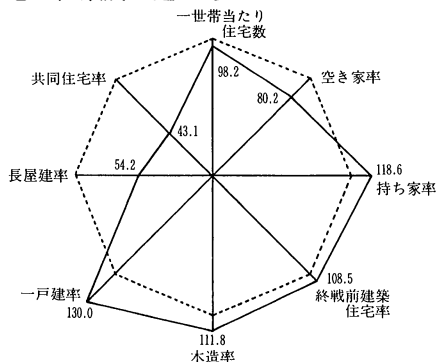 一世帯当たり
住宅数
共同住宅率
空き家率
98.2
80.2
43.1
54.2
118.6
長屋建率
持ち家率
108.5
一戸建率
終戦前建築
住宅率
130.0
111.8
木造率